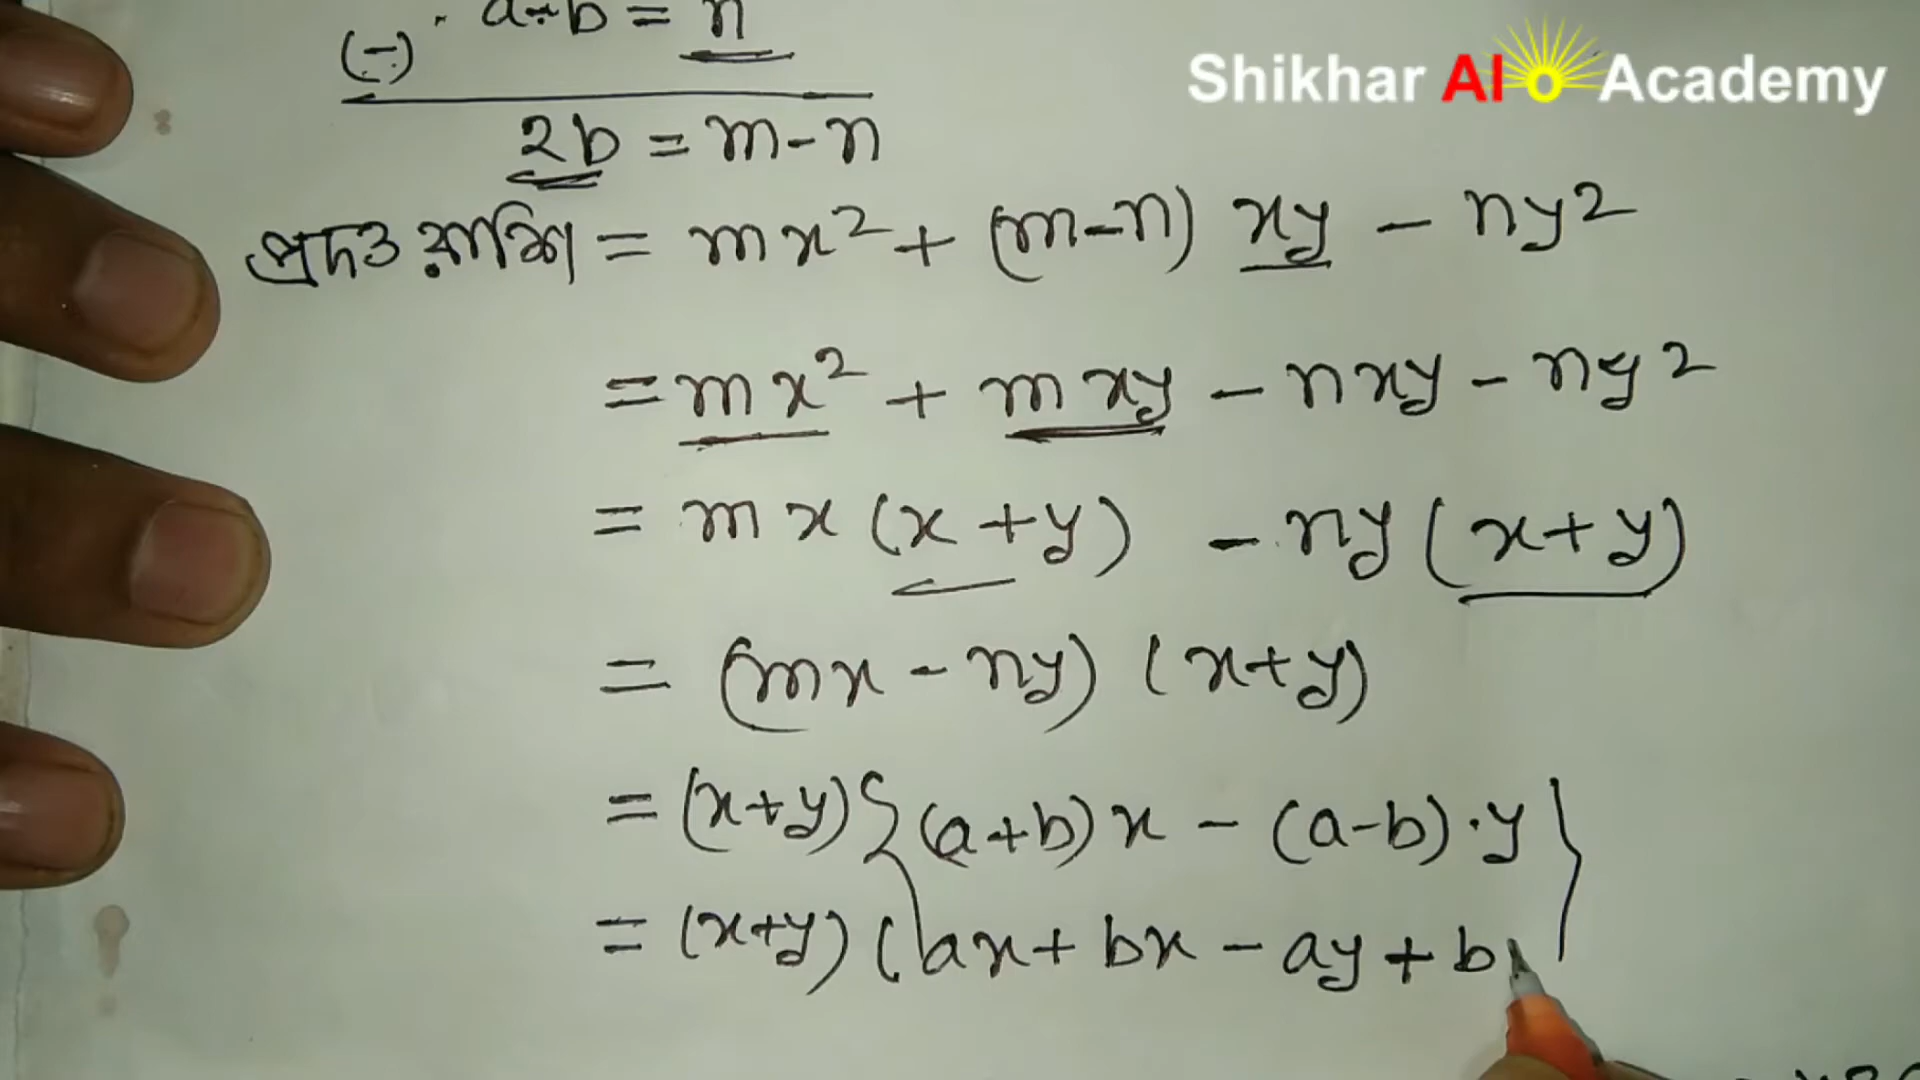 a-b = n
Shikhar Alo Academy
(-)
2b = m-n
প্রদত্ত রাশি = mx² + (m-n) xy - ny²
= mx² + mxy - nxy - ny²
= mx (x+y) - ny (x+y)
= (mx - ny) (x+y)
= (x+y) { (a+b) x - (a-b)·y }
= (x+y) (ax + bx - ay + b